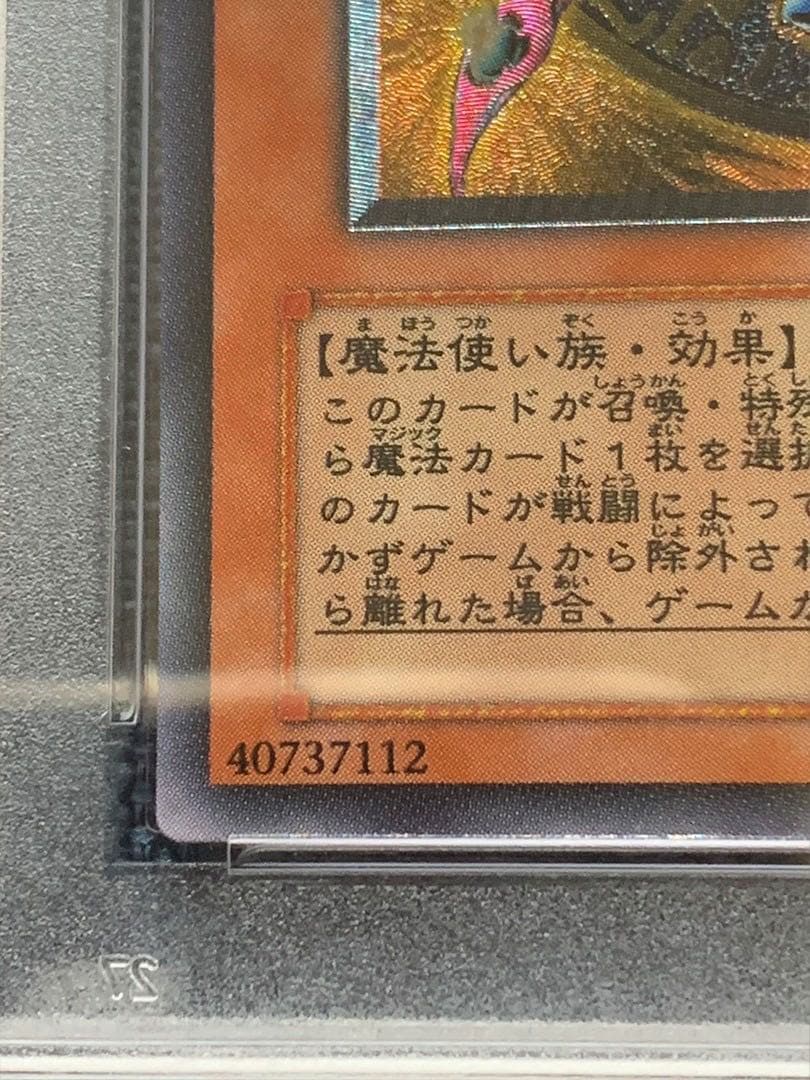 【魔法使い族・効果】
このカードが召喚・特殊
ら魔法カード1枚を選択
のカードが戦闘によって
かずゲームから除外され
ら離れた場合、ゲームか
40737112
27